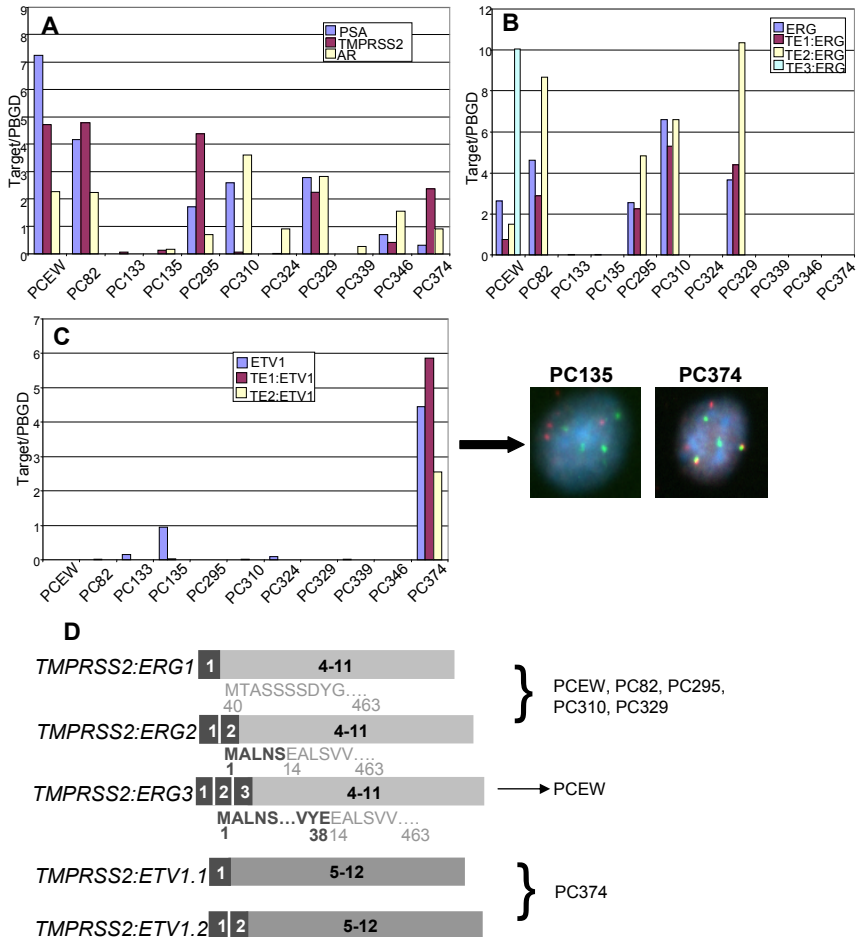 A
PSA
TMPRSS2
AR
Target/PBGD
9
8
7
6
5
4
3
2
1
0
PCEW
PC82
PC133
PC135
PC295
PC310
PC324
PC329
PC339
PC346
PC374
B
ERG
TE1:ERG
TE2:ERG
TE3:ERG
Target/PBGD
12
10
8
6
4
2
0
PCEW
PC82
PC133
PC135
PC295
PC310
PC324
PC329
PC339
PC346
PC374
C
ETV1
TE1:ETV1
TE2:ETV1
Target/PBGD
7
6
5
4
3
2
1
0
PCEW
PC82
PC133
PC135
PC295
PC310
PC324
PC329
PC339
PC346
PC374
PC135 PC374
D
TMPRSS2:ERG1 1 4-11
MTASSSSDYG....
40 463
PCEW, PC82, PC295,
PC310, PC329
TMPRSS2:ERG2 1 2 4-11
MALNSEALSVV....
1 14 463
TMPRSS2:ERG3 1 2 3 4-11
PCEW
MALNS...VYEEALSVV....
1 3814 463
TMPRSS2:ETV1.1 1 5-12
PC374
TMPRSS2:ETV1.2 1 2 5-12